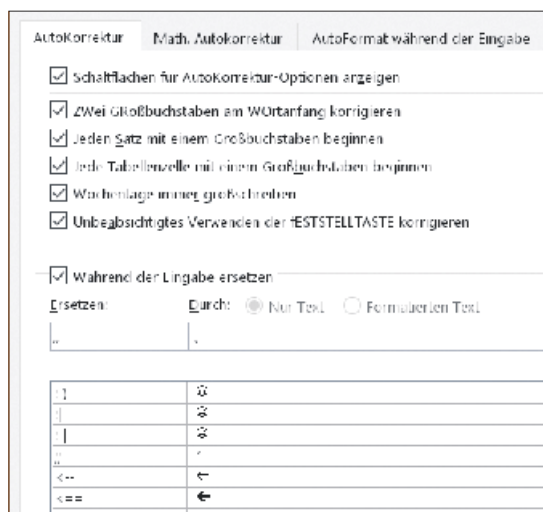 AutoKorrektur Math. Autokorrektur AutoFormat während der Eingabe
Schaltflächen für AutoKorrektur-Optionen anzeigen
ZWei GRoßbuchstaben am WOrtanfang korrigieren
Jeden Satz mit einem Großbuchstaben beginnen
Jede Tabellenzelle mit einem Großbuchstaben beginnen
Wochentage immer großschreiben
Unbeabsichtigtes Verwenden der fESTSTELLTASTE korrigieren
Während der Eingabe ersetzen
Ersetzen: Durch: Nur Text Formatierten Text
<-- ←
<== ←